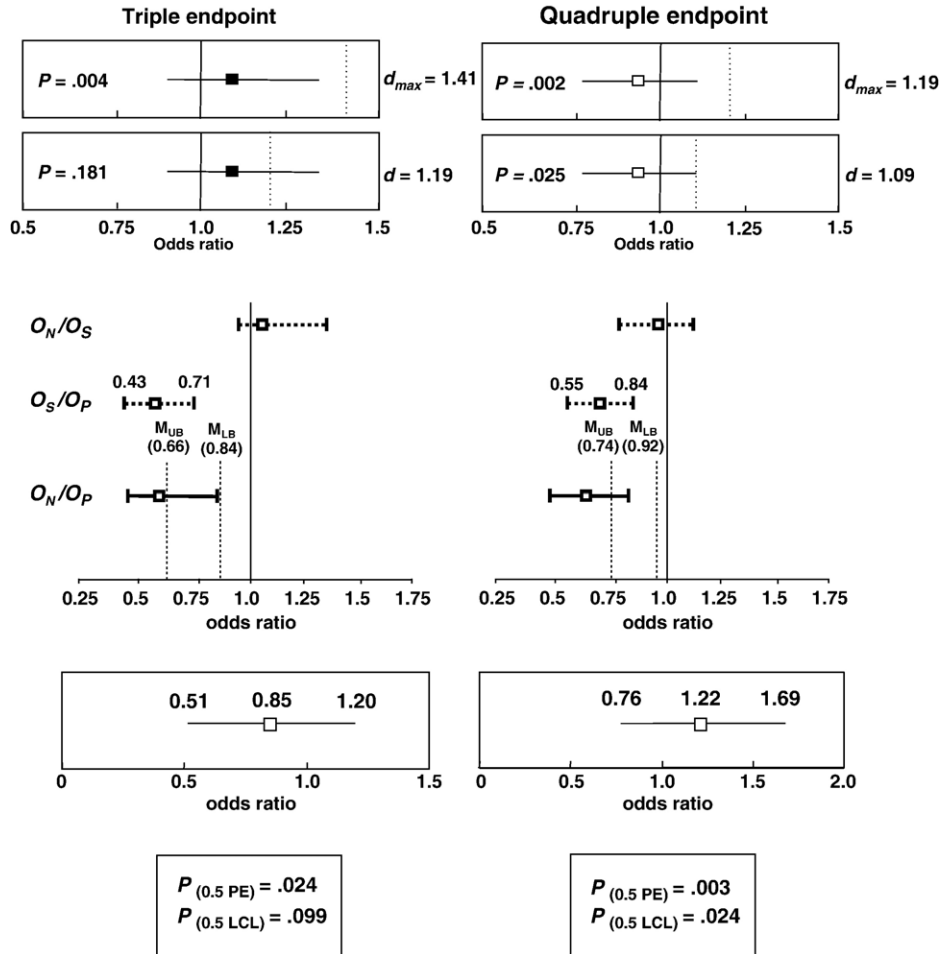 Triple endpoint
Quadruple endpoint
P = .004
d_max = 1.41
P = .002
d_max = 1.19
P = .181
d = 1.19
P = .025
d = 1.09
0.5 0.75 1.0 1.25 1.5
Odds ratio
0.5 0.75 1.0 1.25 1.5
Odds ratio
O_N/O_S
O_S/O_P
0.43 0.71
0.55 0.84
M_UB M_LB
(0.66) (0.84)
M_UB M_LB
(0.74) (0.92)
O_N/O_P
0.25 0.5 0.75 1.0 1.25 1.5 1.75
odds ratio
0.25 0.5 0.75 1.0 1.25 1.5 1.75
odds ratio
0.51 0.85 1.20
0.76 1.22 1.69
0 0.5 1.0 1.5
odds ratio
0 0.5 1.0 1.5 2.0
odds ratio
P (0.5 PE) = .024
P (0.5 LCL) = .099
P (0.5 PE) = .003
P (0.5 LCL) = .024